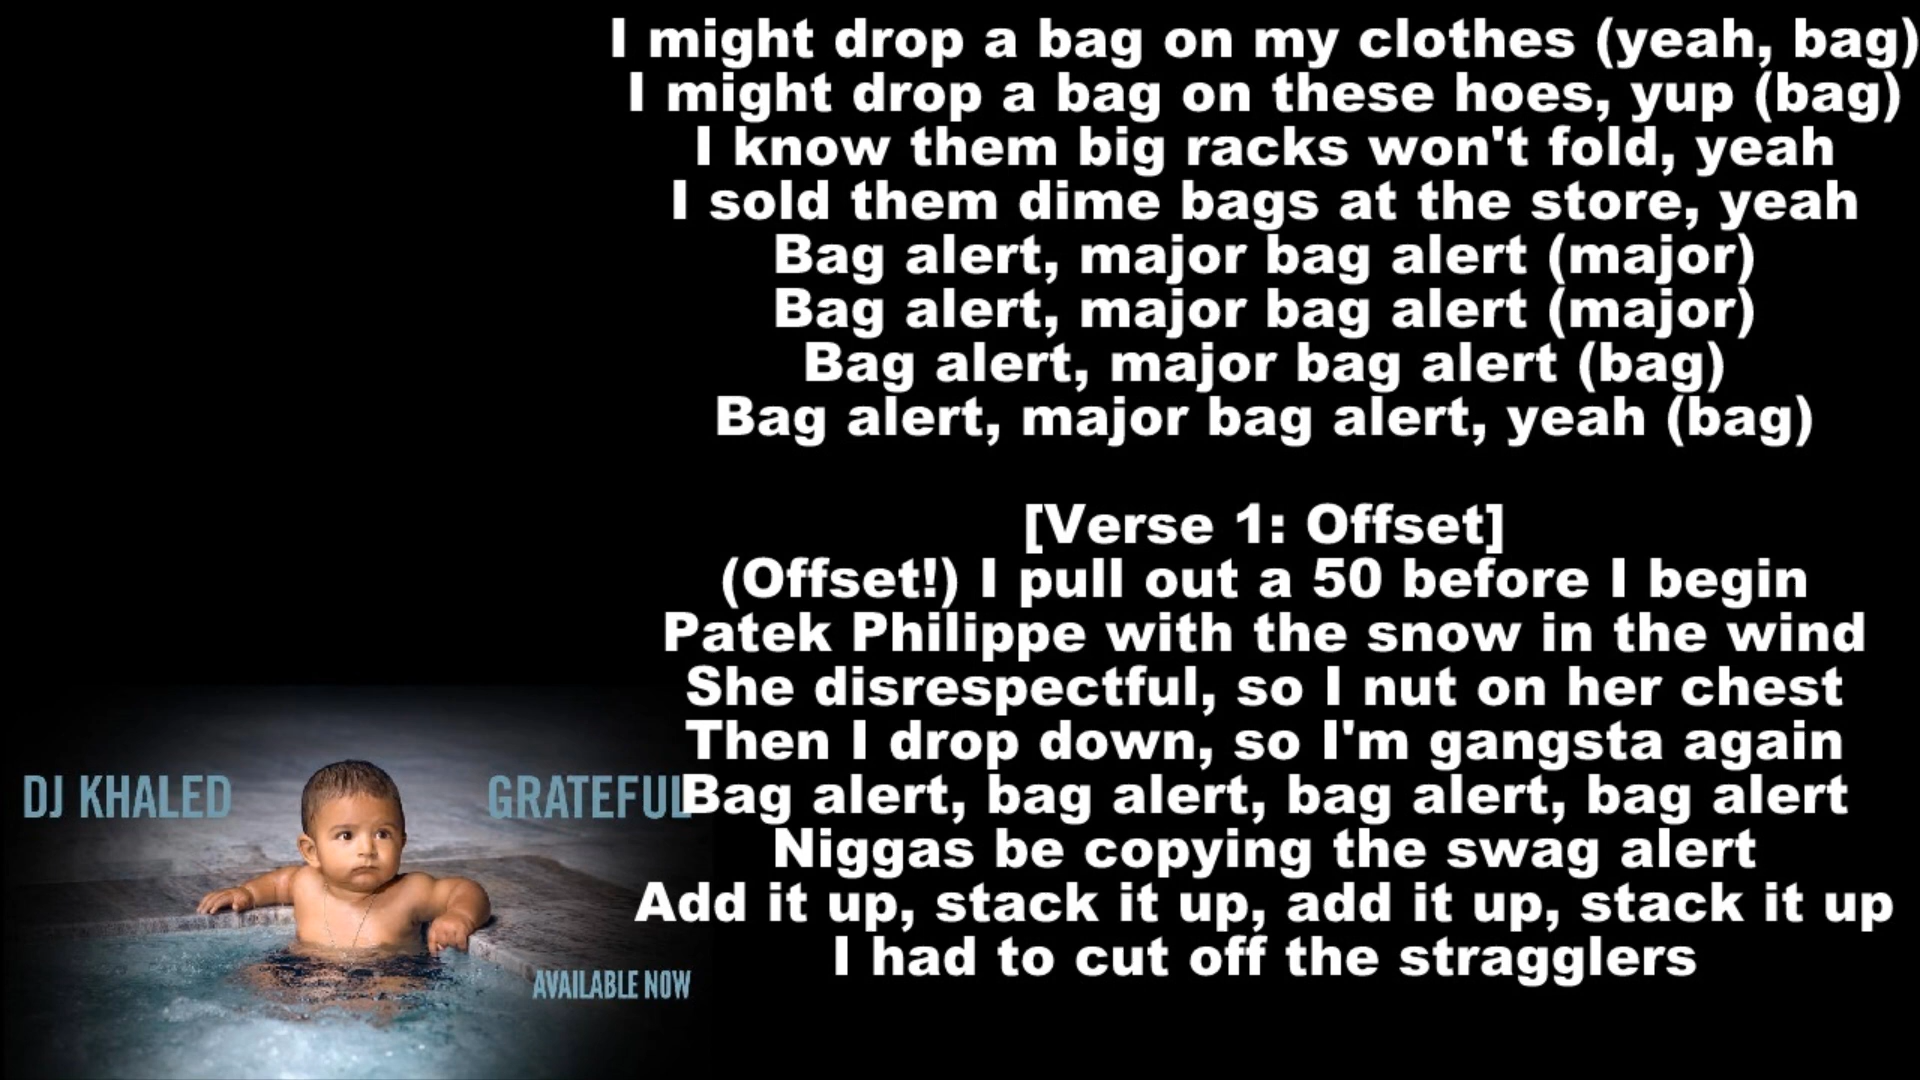 I might drop a bag on my clothes (yeah, bag)
I might drop a bag on these hoes, yup (bag)
I know them big racks won't fold, yeah
I sold them dime bags at the store, yeah
Bag alert, major bag alert (major)
Bag alert, major bag alert (major)
Bag alert, major bag alert (bag)
Bag alert, major bag alert, yeah (bag)
[Verse 1: Offset]
(Offset!) I pull out a 50 before I begin
Patek Philippe with the snow in the wind
She disrespectful, so I nut on her chest
Then I drop down, so I'm gangsta again
Bag alert, bag alert, bag alert, bag alert
Niggas be copying the swag alert
Add it up, stack it up, add it up, stack it up
I had to cut off the stragglers
DJ KHALED
GRATEFUL
AVAILABLE NOW